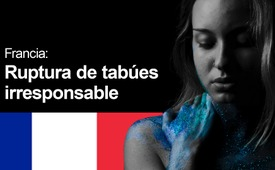 Francia:
Ruptura de tabúes
irresponsable